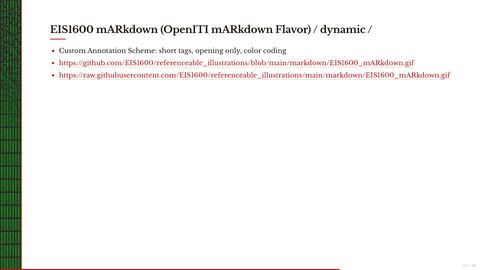 EIS1600 mARkdown (OpenITI mARkdown Flavor) / dynamic /
Custom Annotation Scheme: short tags, opening only, color coding
https://github.com/EIS1600/referenceable_illustrations/blob/main/markdown/EIS1600_mARkdown.gif
https://raw.githubusercontent.com/EIS1600/referenceable_illustrations/main/markdown/EIS1600_mARkdown.gif